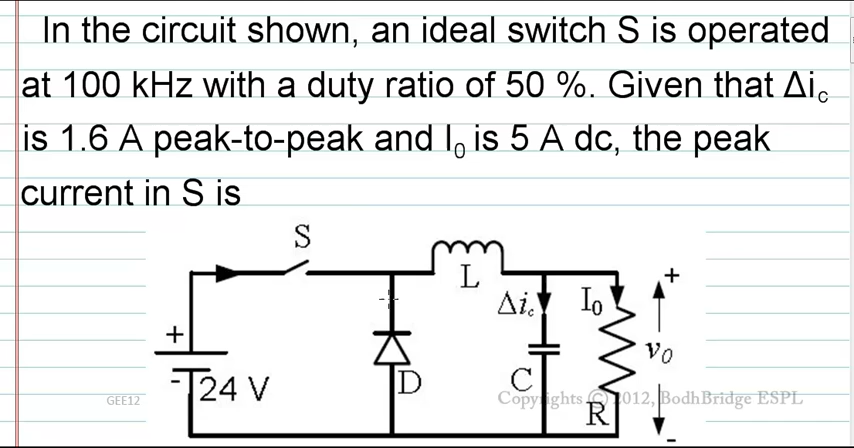 In the circuit shown, an ideal switch S is operated
at 100 kHz with a duty ratio of 50 %. Given that Δic
is 1.6 A peak-to-peak and I0 is 5 A dc, the peak
current in S is
S
L
+
Δic
I0
+
v0
-
24 V
D
C
R
-
GEE12
Copyrights © 2012, BodhBridge ESPL